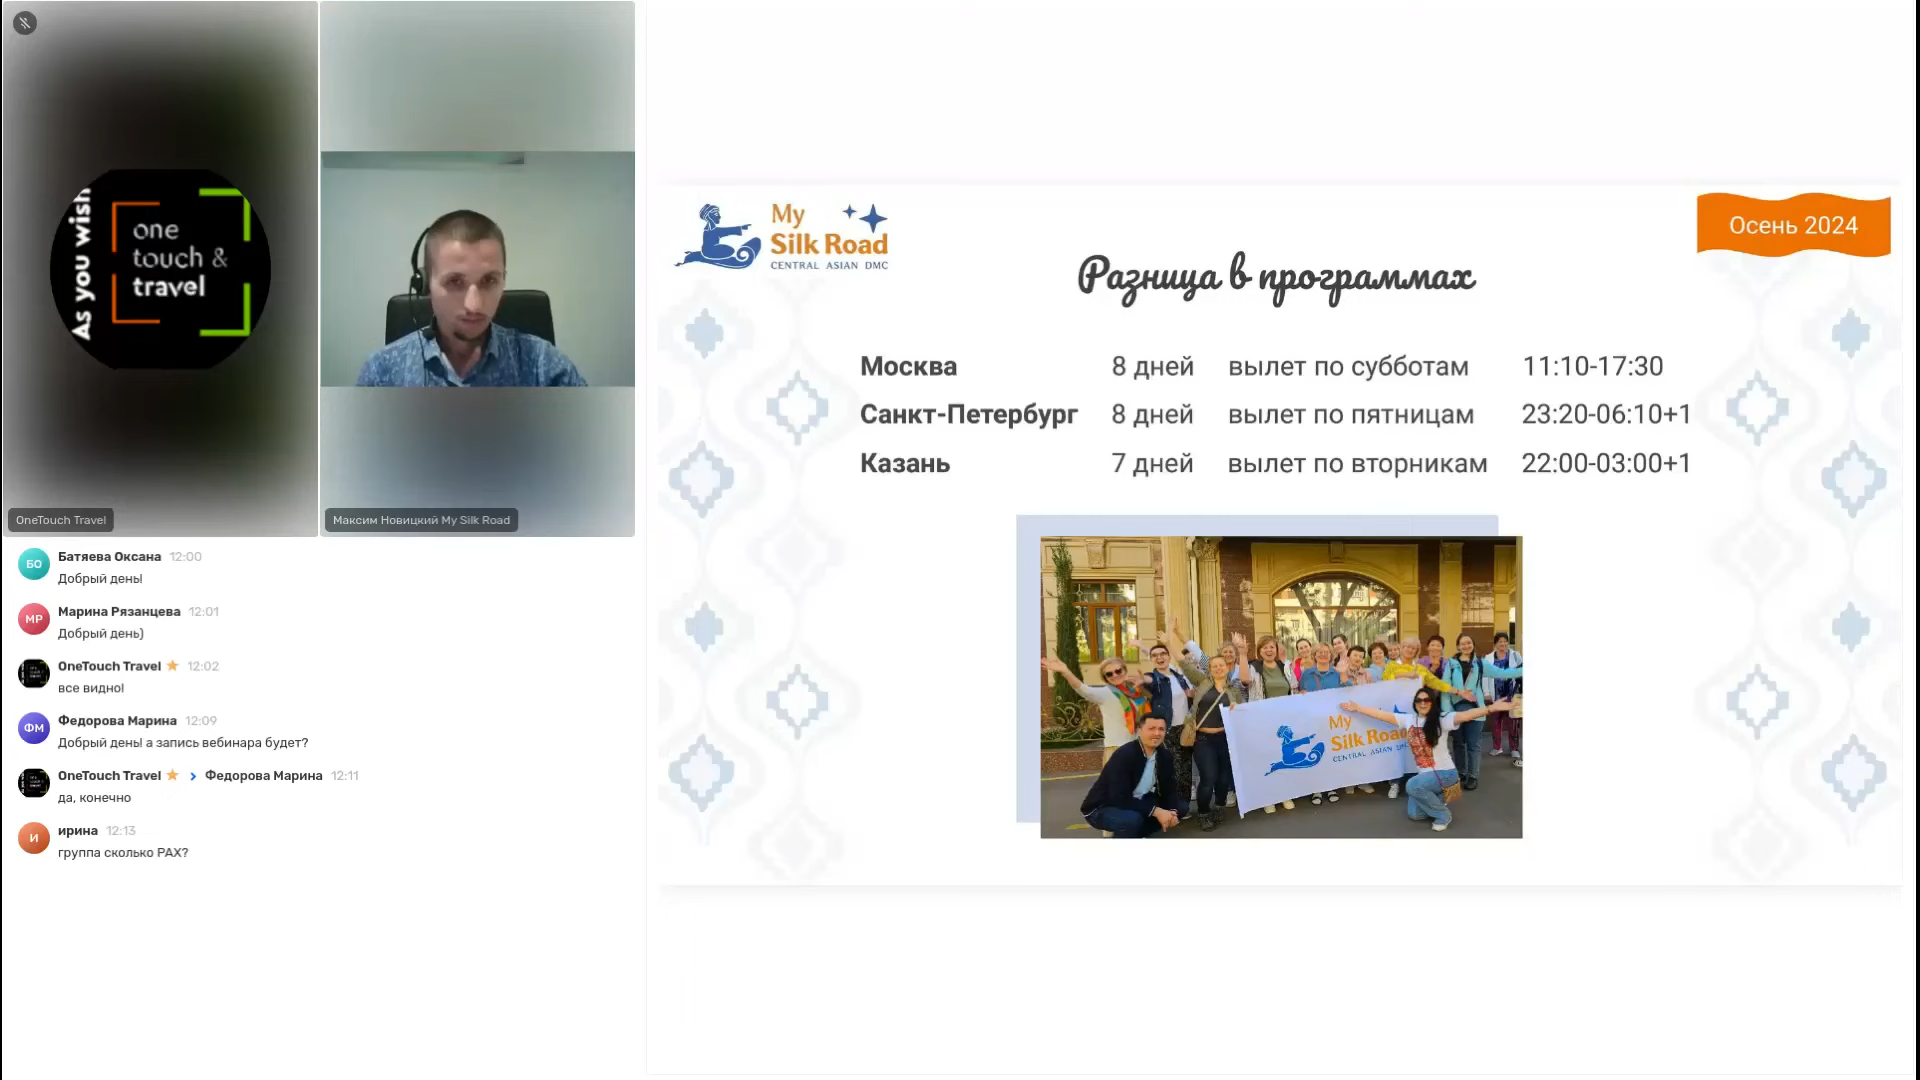 As you wish
one
touch &
travel
OneTouch Travel
Максим Новицкий My Silk Road
БО
Батяева Оксана 12:00
Добрый день!
МР
Марина Рязанцева 12:01
Добрый день)
OneTouch Travel 12:02
все видно!
ФМ
Федорова Марина 12:09
Добрый день! а запись вебинара будет?
OneTouch Travel > Федорова Марина 12:11
да, конечно
И
ирина 12:13
группа сколько РАХ?
My
Silk Road
CENTRAL ASIAN DMC
Осень 2024
Разница в программах
Москва 8 дней вылет по субботам 11:10-17:30
Санкт-Петербург 8 дней вылет по пятницам 23:20-06:10+1
Казань 7 дней вылет по вторникам 22:00-03:00+1
My
Silk Road
CENTRAL ASIAN DMC